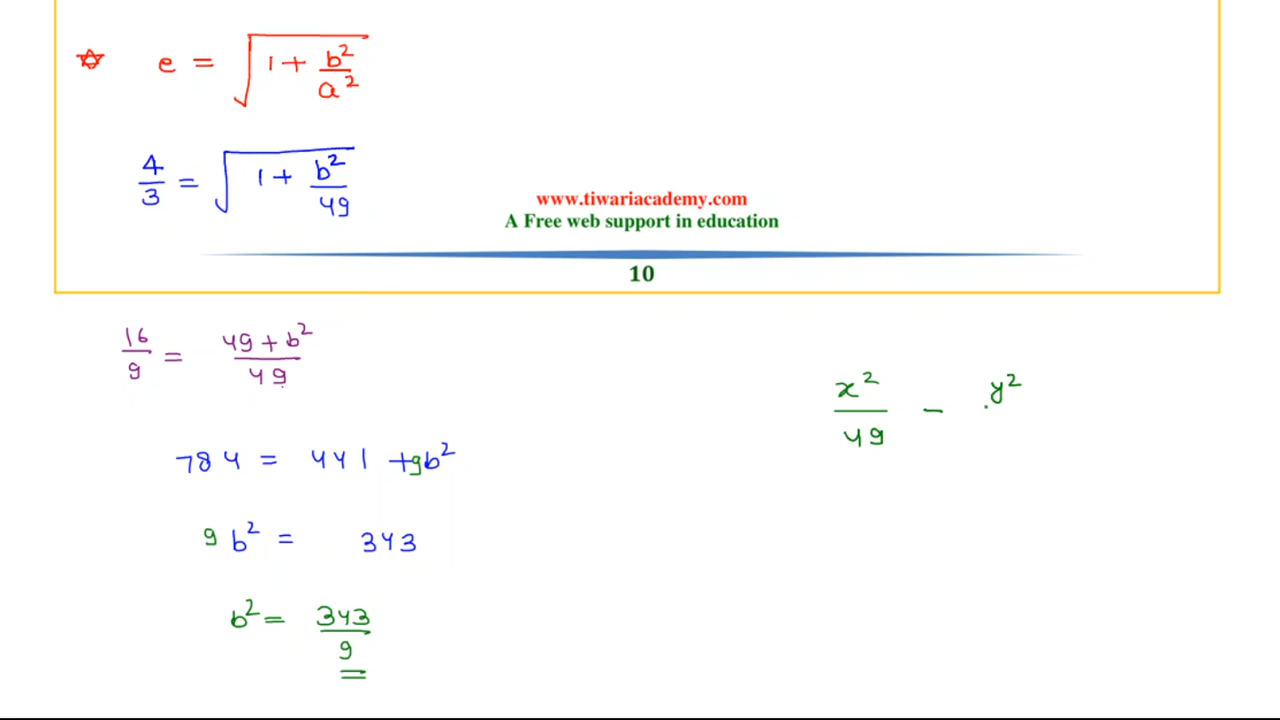 ☆ e = √(1 + b²/a²)
4/3 = √(1 + b²/49)
www.tiwariacademy.com
A Free web support in education
10
16/9 = (49 + b²)/49
x²/49 - y²
784 = 441 + 9b²
9b² = 343
b² = 343/9